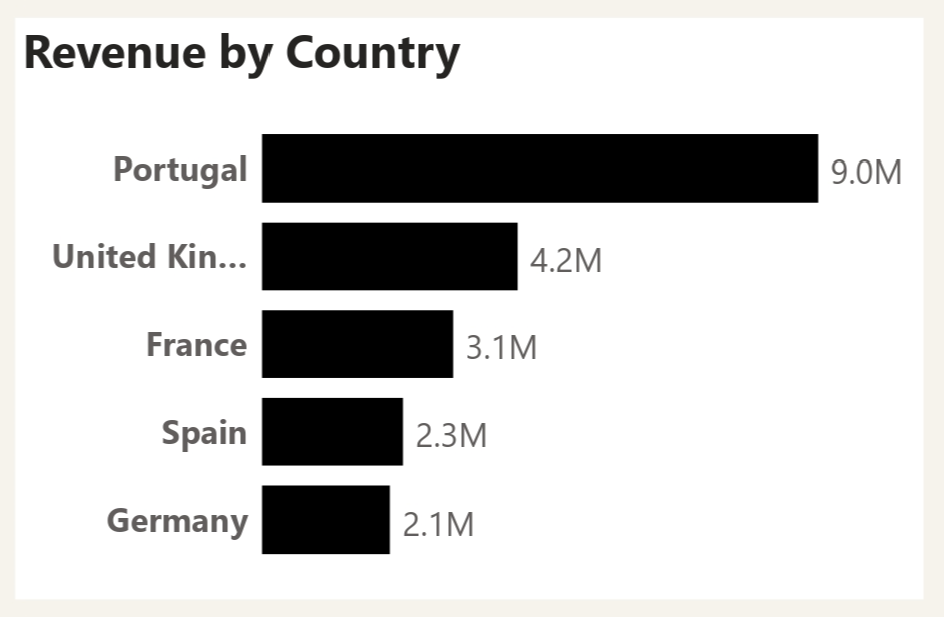 Revenue by Country
Portugal 9.0M
United Kin... 4.2M
France 3.1M
Spain 2.3M
Germany 2.1M